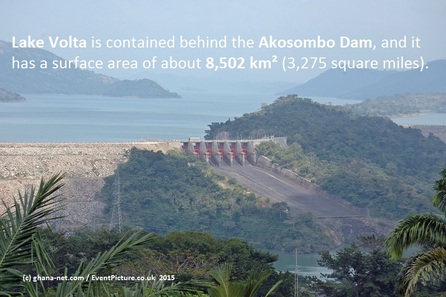 Lake Volta is contained behind the Akosombo Dam, and it
has a surface area of about 8,502 km² (3,275 square miles).
(c) ghana-net.com / EventPicture.co.uk 2015